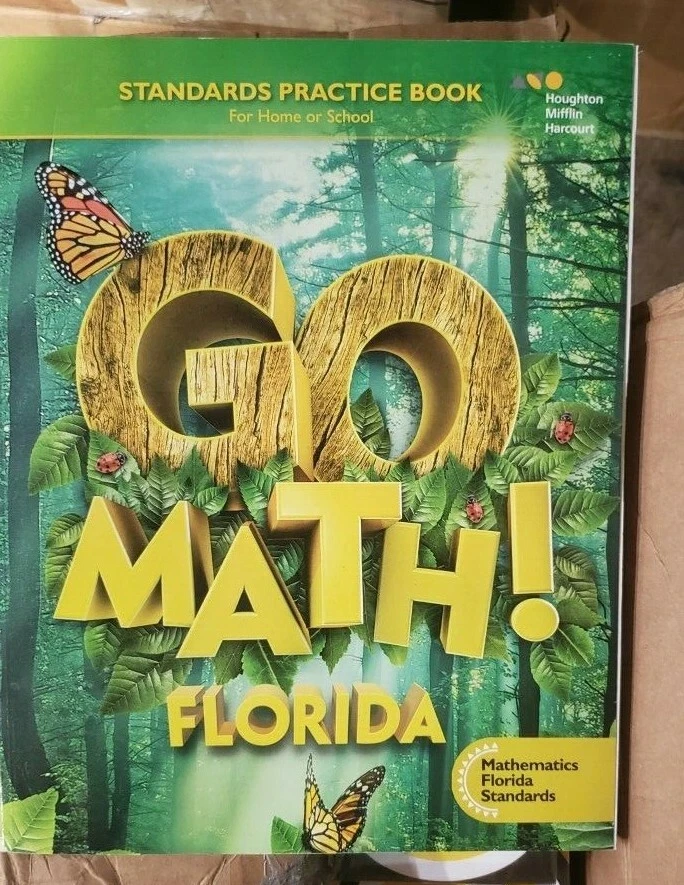 STANDARDS PRACTICE BOOK
For Home or School
Houghton
Mifflin
Harcourt
GO
MATH!
FLORIDA
Mathematics
Florida
Standards